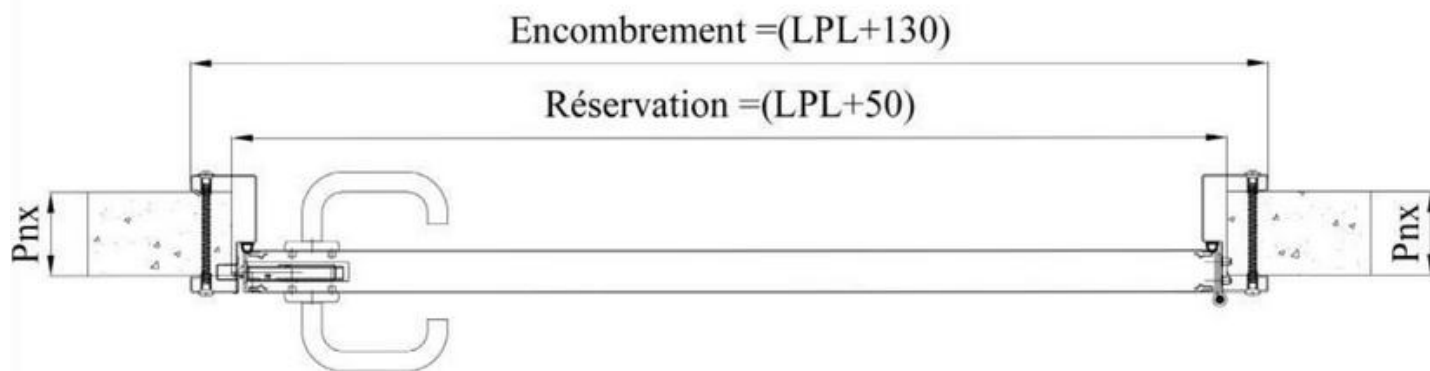 Encombrement =(LPL+130)
Réservation =(LPL+50)
Pnx
Pnx